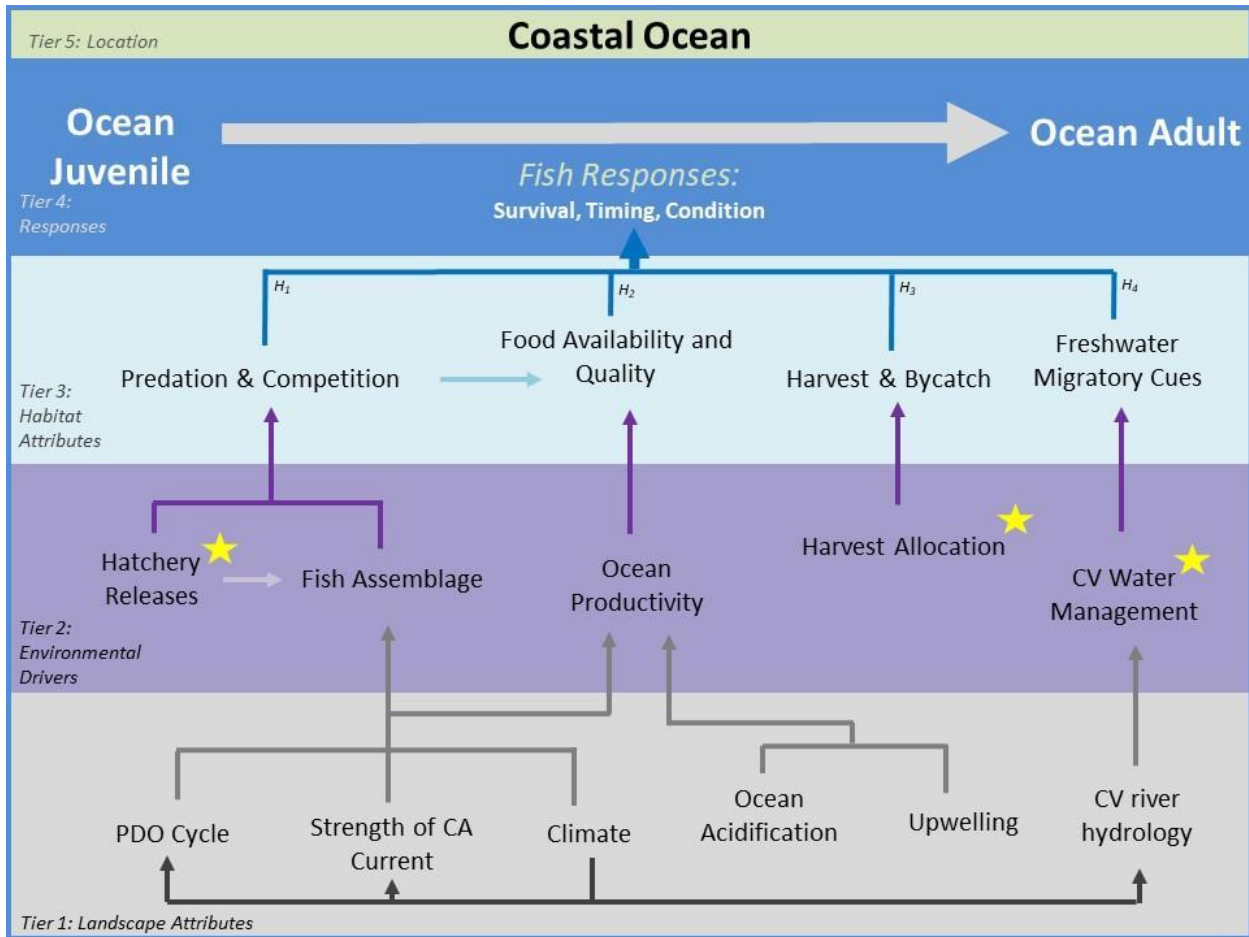 Tier 5: Location
Coastal Ocean
Ocean
Juvenile
Ocean Adult
Fish Responses:
Survival, Timing, Condition
Tier 4:
Responses
H1
H2
H3
H4
Predation & Competition
Food Availability and
Quality
Harvest & Bycatch
Freshwater
Migratory Cues
Tier 3:
Habitat
Attributes
Hatchery
Releases
Fish Assemblage
Ocean
Productivity
Harvest Allocation
CV Water
Management
Tier 2:
Environmental
Drivers
PDO Cycle
Strength of CA
Current
Climate
Ocean
Acidification
Upwelling
CV river
hydrology
Tier 1: Landscape Attributes